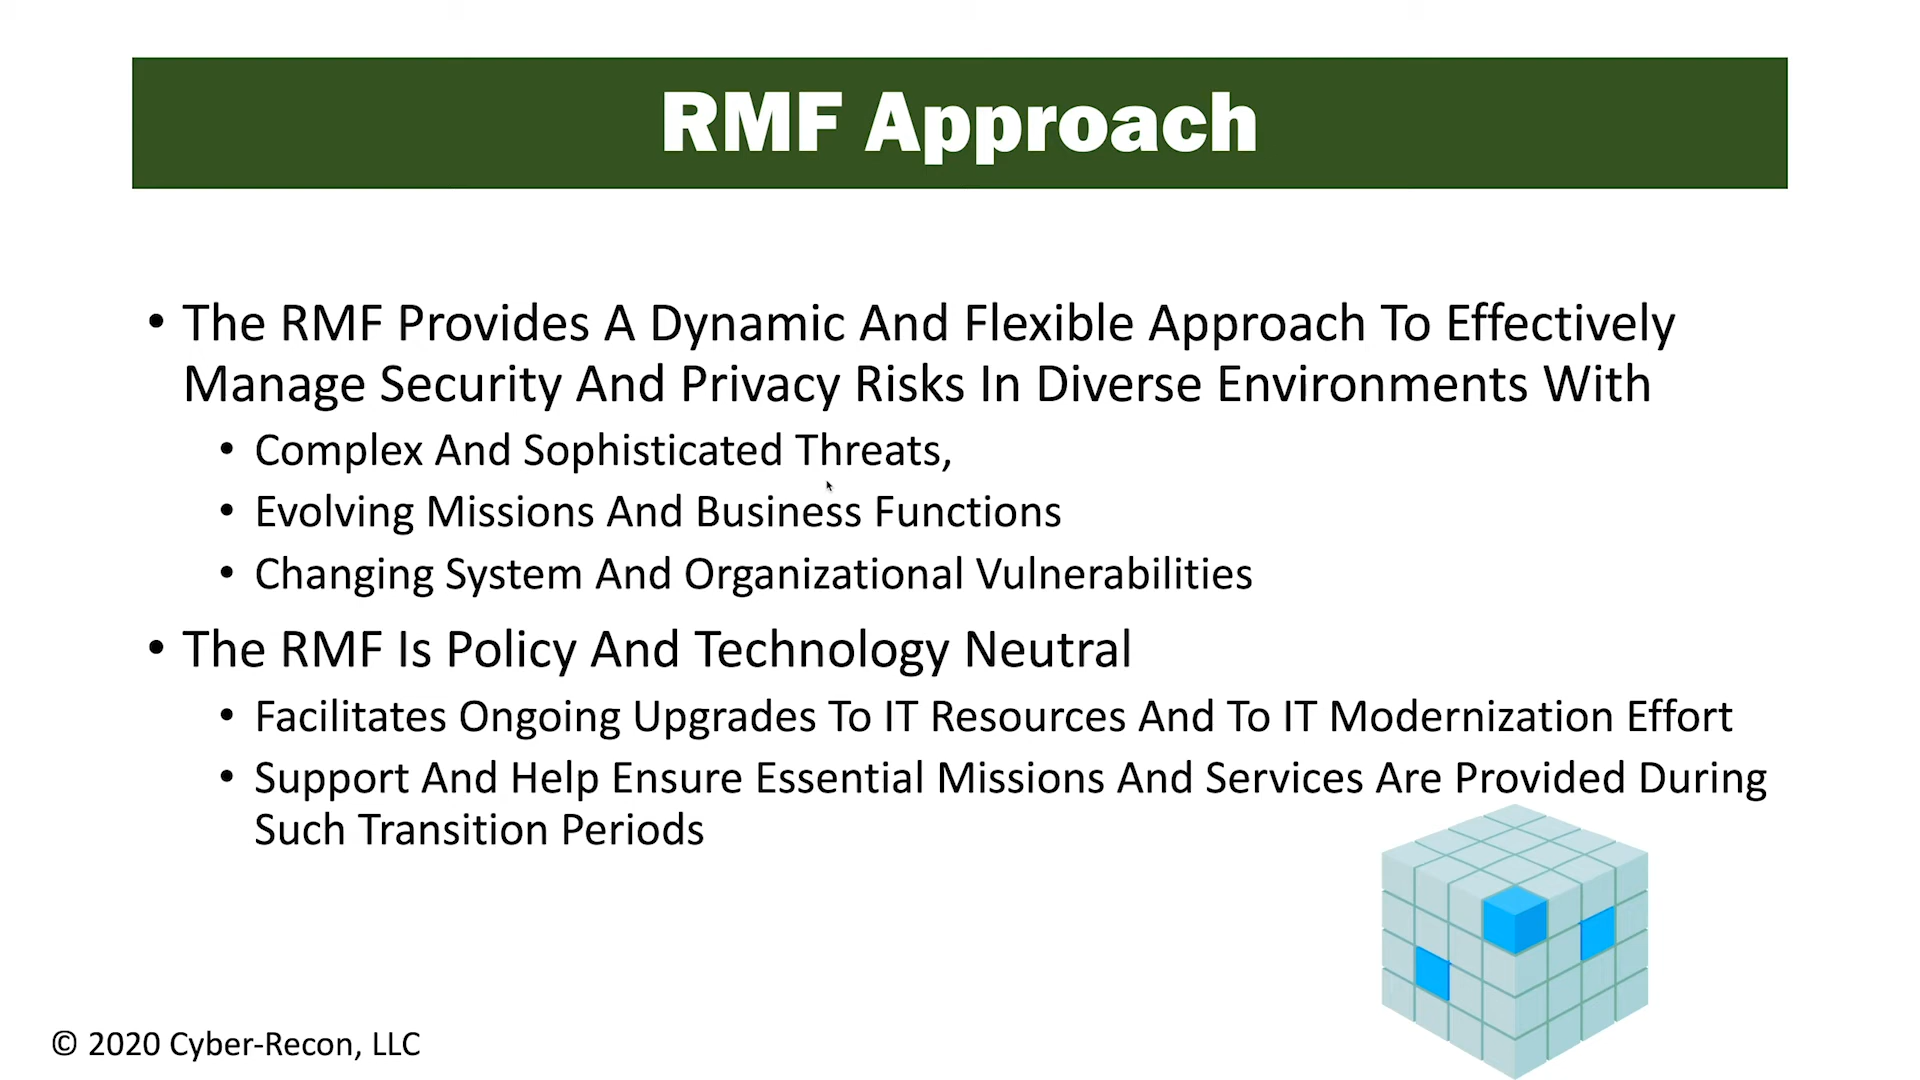 RMF Approach
• The RMF Provides A Dynamic And Flexible Approach To Effectively
Manage Security And Privacy Risks In Diverse Environments With
• Complex And Sophisticated Threats,
• Evolving Missions And Business Functions
• Changing System And Organizational Vulnerabilities
• The RMF Is Policy And Technology Neutral
• Facilitates Ongoing Upgrades To IT Resources And To IT Modernization Effort
• Support And Help Ensure Essential Missions And Services Are Provided During
Such Transition Periods
© 2020 Cyber-Recon, LLC